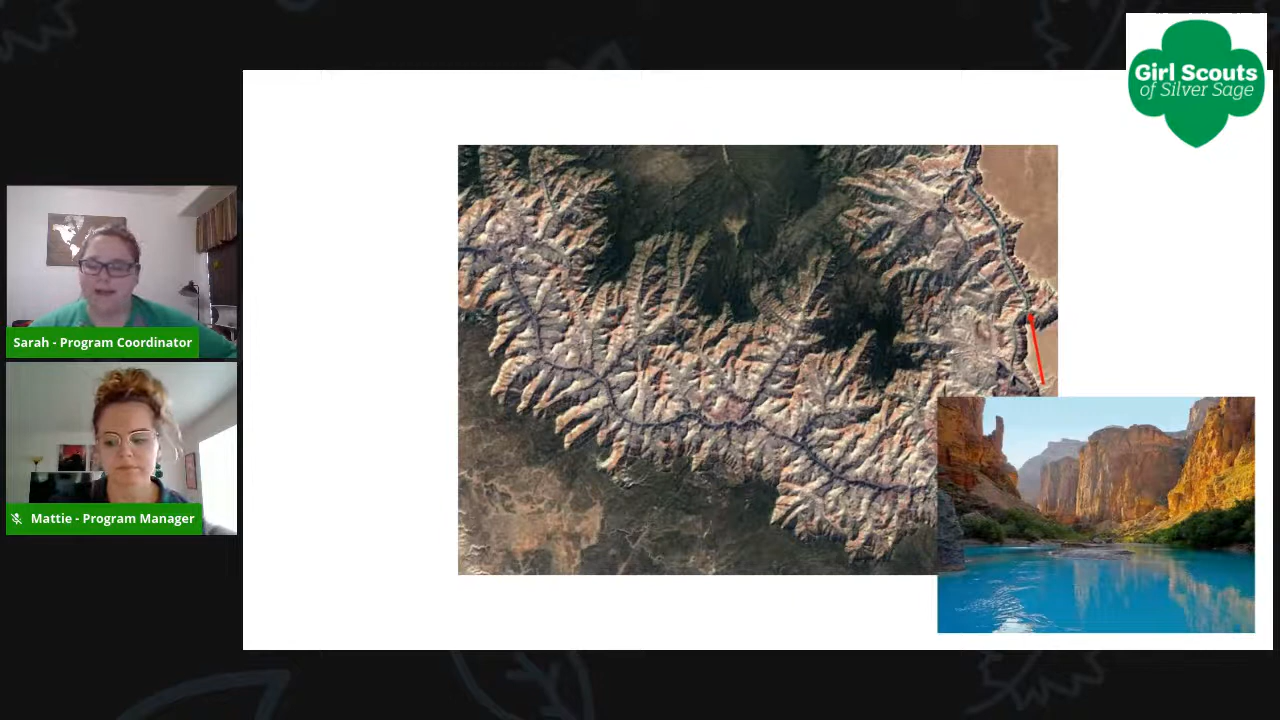 Girl Scouts
of Silver Sage
Sarah - Program Coordinator
Mattie - Program Manager